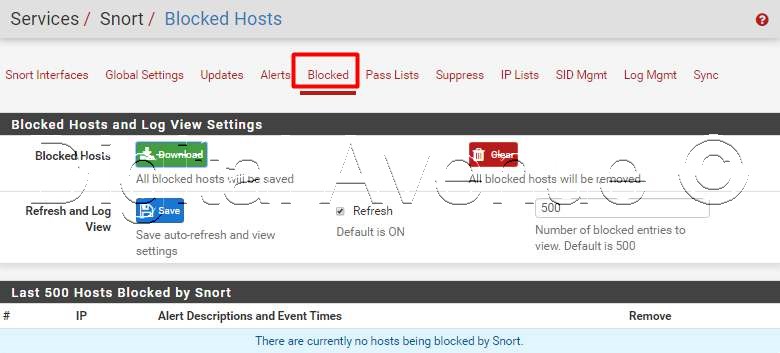 Services / Snort / Blocked Hosts
Snort Interfaces Global Settings Updates Alerts Blocked Pass Lists Suppress IP Lists SID Mgmt Log Mgmt Sync
Blocked Hosts and Log View Settings
Blocked Hosts Download Clear
All blocked hosts will be saved All blocked hosts will be removed
Refresh and Log View Save Refresh 500
Save auto-refresh and view settings Default is ON Number of blocked entries to view. Default is 500
Last 500 Hosts Blocked by Snort
# IP Alert Descriptions and Event Times Remove
There are currently no hosts being blocked by Snort.